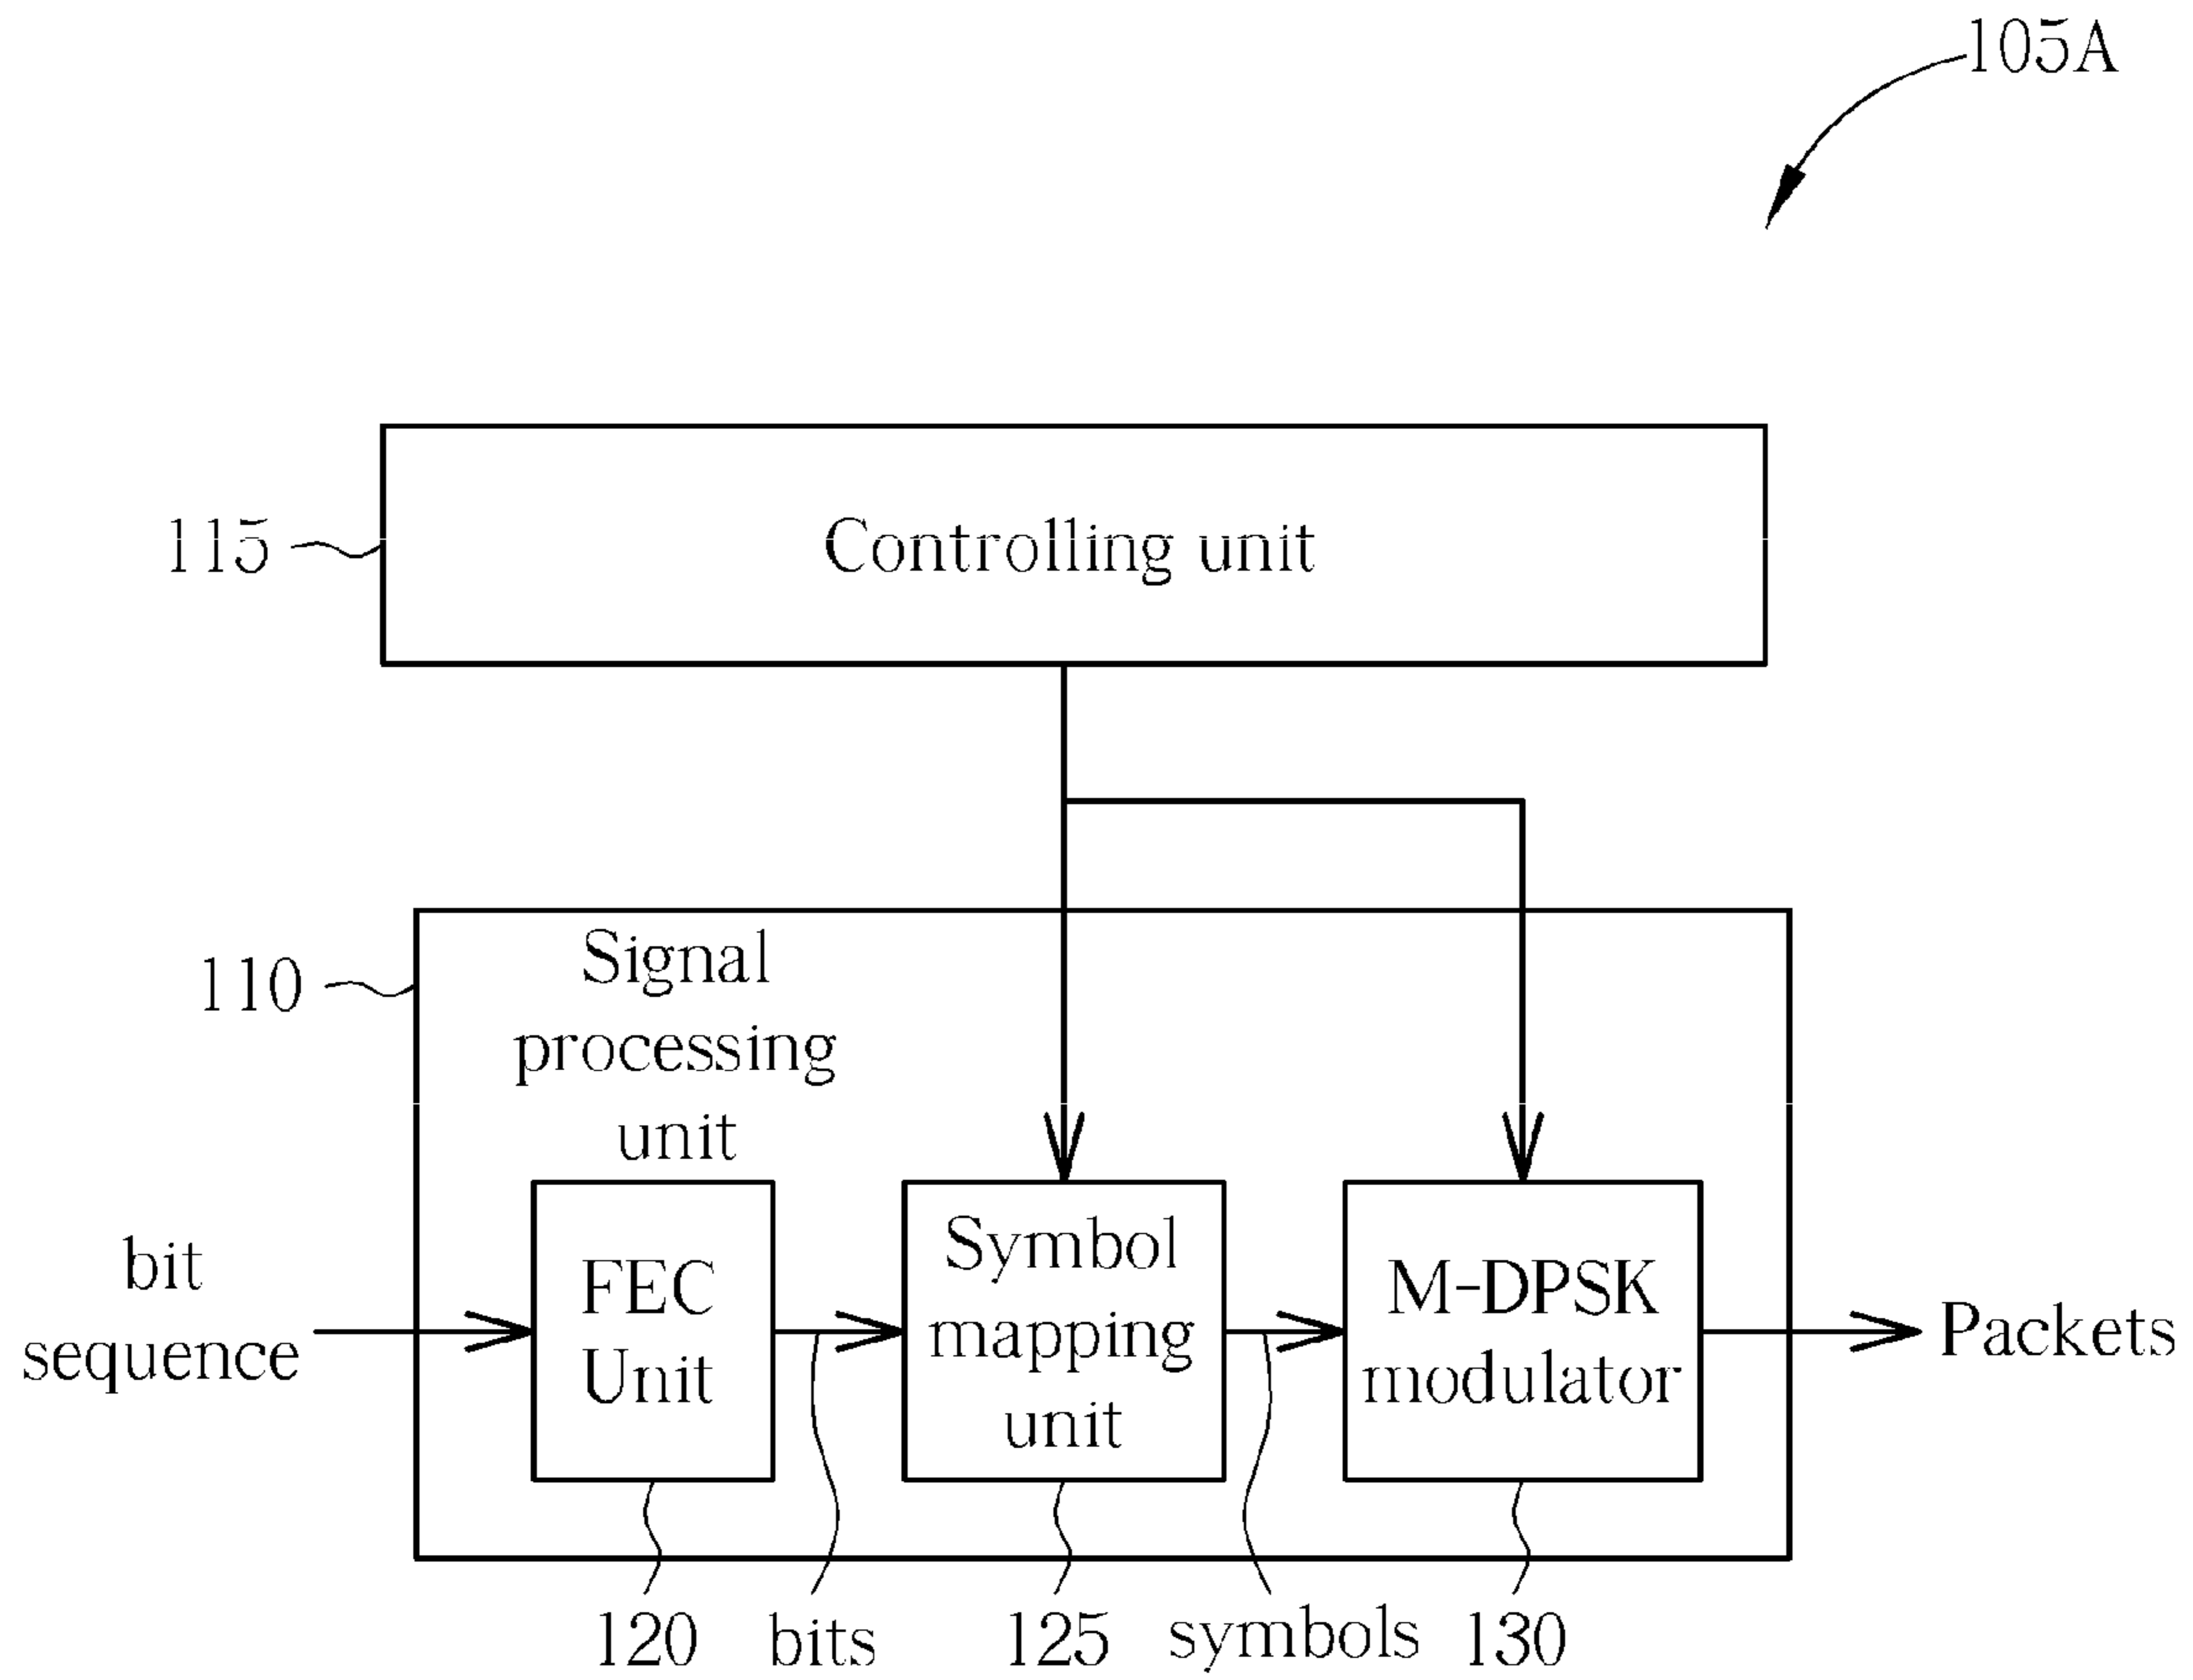 105A
115
Controlling unit
110
Signal
processing
unit
bit
sequence
FEC
Unit
Symbol
mapping
unit
M-DPSK
modulator
Packets
120
bits
125
symbols
130